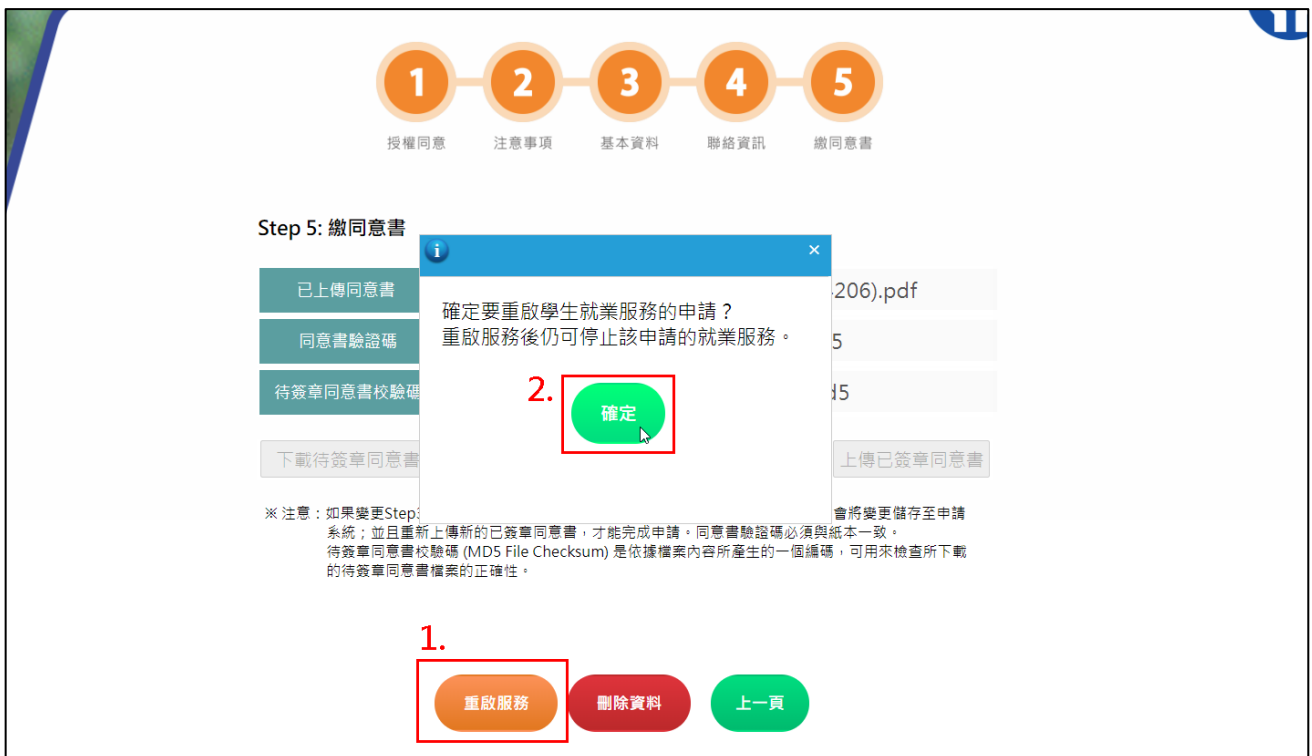 1 2 3 4 5
授權同意 注意事項 基本資料 聯絡資訊 繳同意書
Step 5: 繳同意書
i ×
已上傳同意書 206).pdf
確定要重啟學生就業服務的申請？
重啟服務後仍可停止該申請的就業服務。
同意書驗證碼 5
待簽章同意書校驗碼 d5
2.
確定
下載待簽章同意書 上傳已簽章同意書
※ 注意：如果變更Step 會將變更儲存至申請
系統；並且重新上傳新的已簽章同意書，才能完成申請。同意書驗證碼必須與紙本一致。
待簽章同意書校驗碼 (MD5 File Checksum) 是依據檔案內容所產生的一個編碼，可用來檢查所下載
的待簽章同意書檔案的正確性。
1.
重啟服務 刪除資料 上一頁